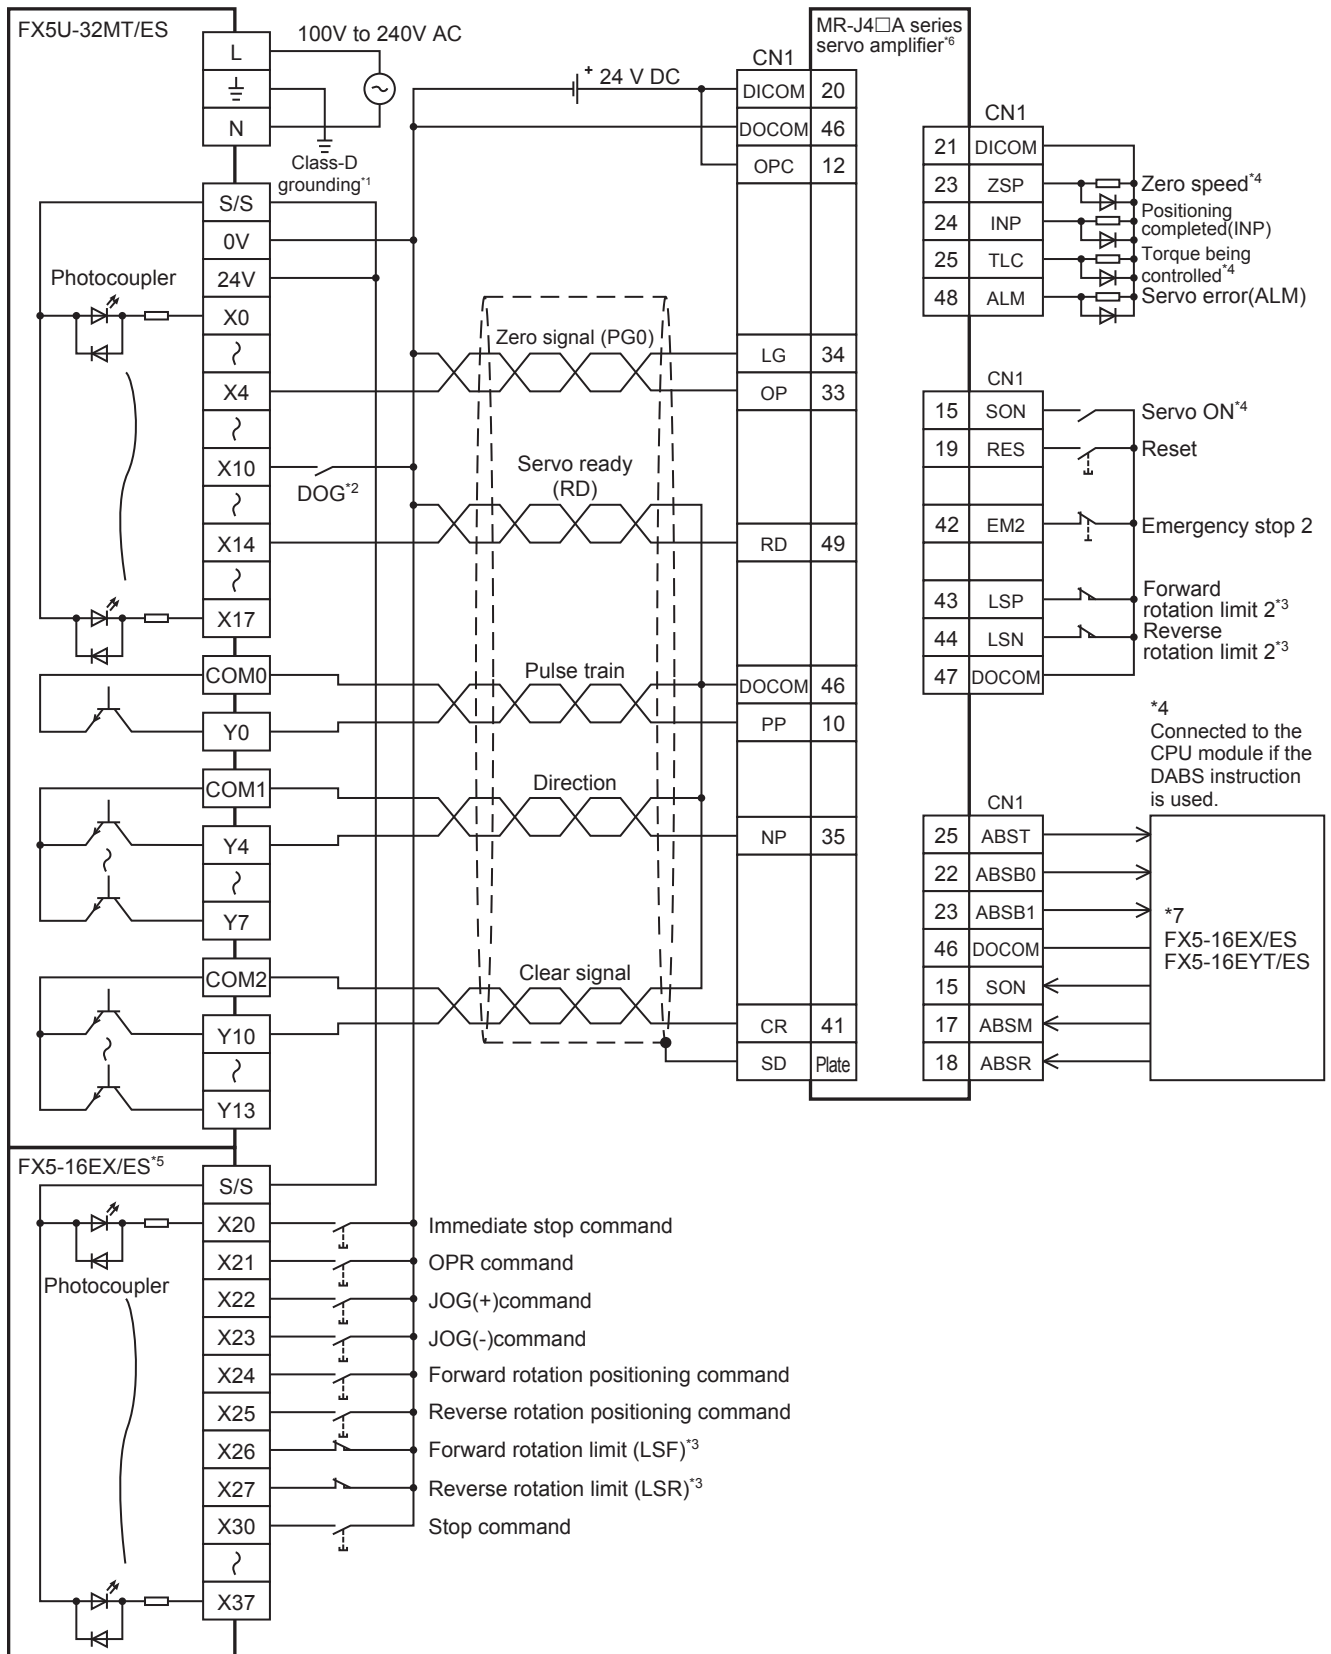 FX5U-32MT/ES
L
N
100V to 240V AC
Class-D
grounding*1
S/S
0V
24V
Photocoupler
X0
X4
X10
DOG*2
X14
X17
COM0
Y0
COM1
Y4
Y7
COM2
Y10
Y13
+ 24 V DC
Zero signal (PG0)
Servo ready
(RD)
Pulse train
Direction
Clear signal
MR-J4□A series
servo amplifier*6
CN1
DICOM 20
DOCOM 46
OPC 12
LG 34
OP 33
RD 49
DOCOM 46
PP 10
NP 35
CR 41
SD Plate
CN1
21 DICOM
23 ZSP Zero speed*4
24 INP Positioning
completed(INP)
25 TLC Torque being
controlled*4
48 ALM Servo error(ALM)
CN1
15 SON Servo ON*4
19 RES Reset
42 EM2 Emergency stop 2
43 LSP Forward
rotation limit 2*3
44 LSN Reverse
rotation limit 2*3
47 DOCOM
*4
Connected to the
CPU module if the
DABS instruction
is used.
CN1
25 ABST
22 ABSB0
23 ABSB1
46 DOCOM
15 SON
17 ABSM
18 ABSR
*7
FX5-16EX/ES
FX5-16EYT/ES
FX5-16EX/ES*5
S/S
Photocoupler
X20 Immediate stop command
X21 OPR command
X22 JOG(+)command
X23 JOG(-)command
X24 Forward rotation positioning command
X25 Reverse rotation positioning command
X26 Forward rotation limit (LSF)*3
X27 Reverse rotation limit (LSR)*3
X30 Stop command
X37